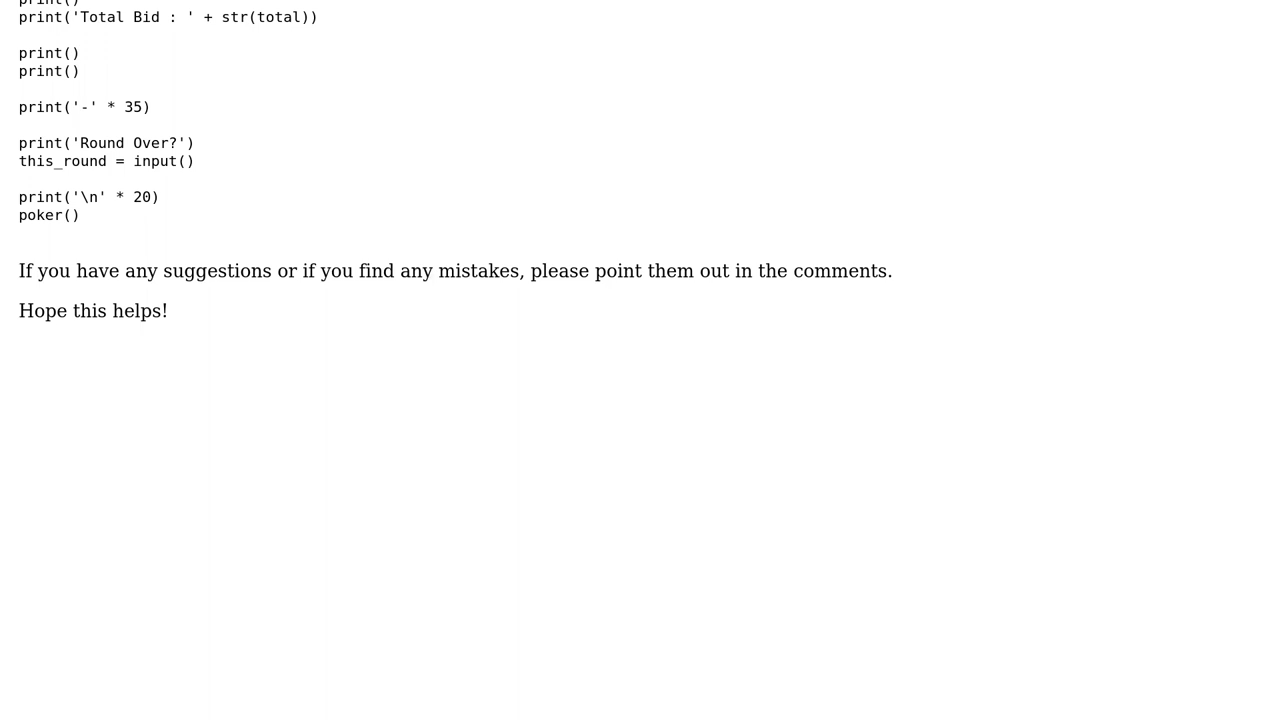 print()
print('Total Bid : ' + str(total))
print()
print()
print('-' * 35)
print('Round Over?')
this_round = input()
print('\n' * 20)
poker()
If you have any suggestions or if you find any mistakes, please point them out in the comments.
Hope this helps!